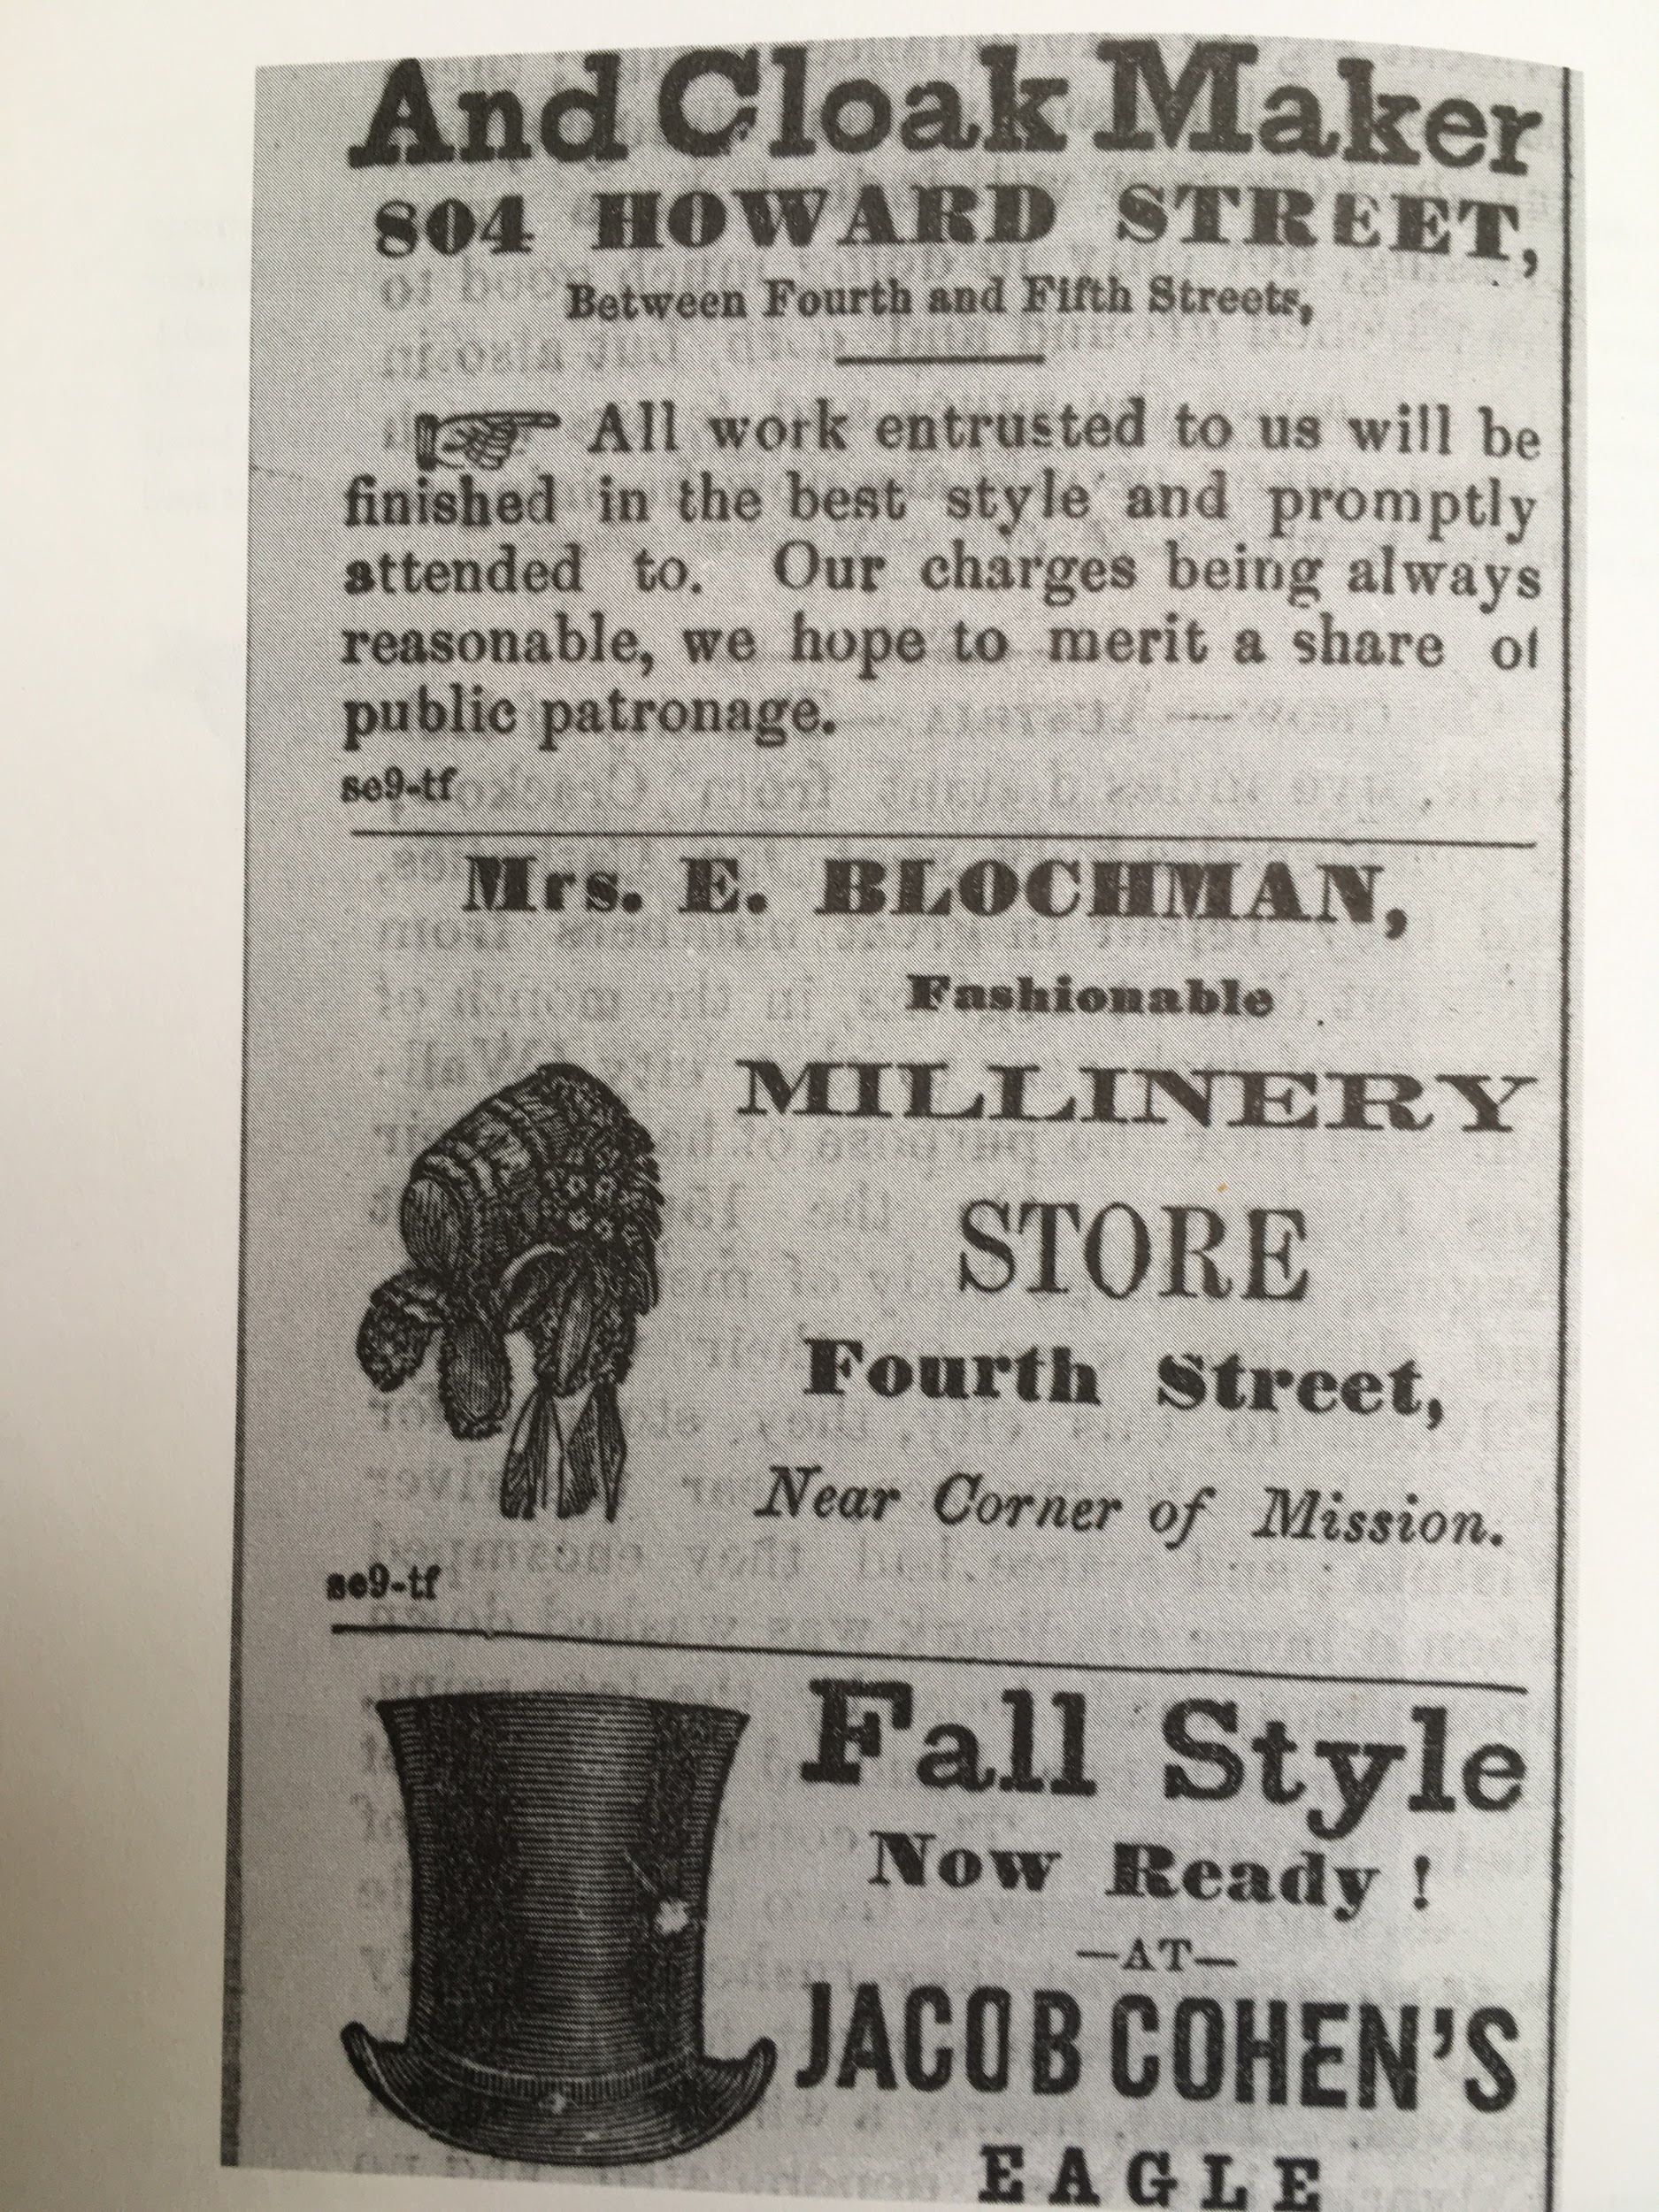 And Cloak Maker
804 HOWARD STREET,
Between Fourth and Fifth Streets,
All work entrusted to us will be
finished in the best style and promptly
attended to. Our charges being always
reasonable, we hope to merit a share of
public patronage.
se9-tf
Mrs. E. BLOCHMAN,
Fashionable
MILLINERY
STORE
Fourth Street,
Near Corner of Mission.
se9-tf
Fall Style
Now Ready!
—AT—
JACOB COHEN'S
EAGLE